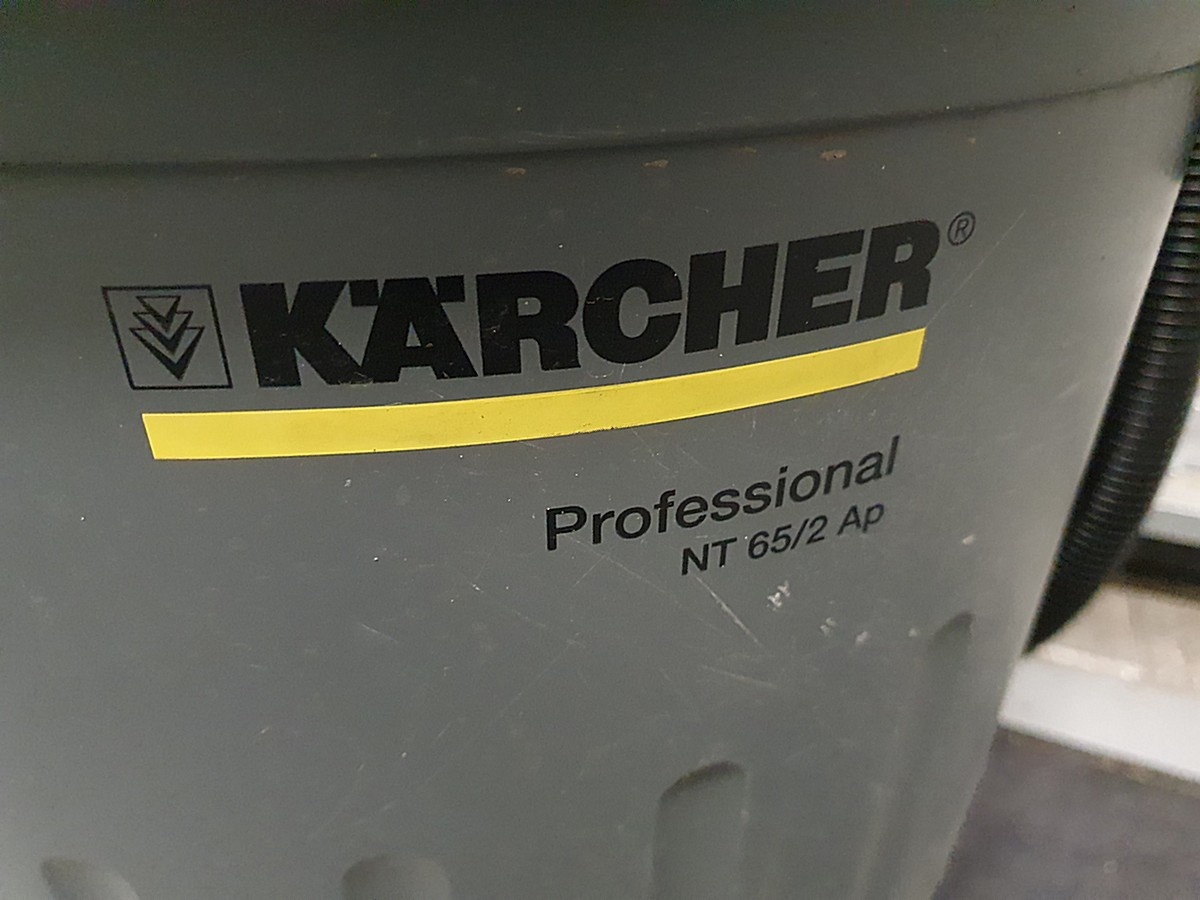 KÄRCHER®
Professional
NT 65/2 Ap